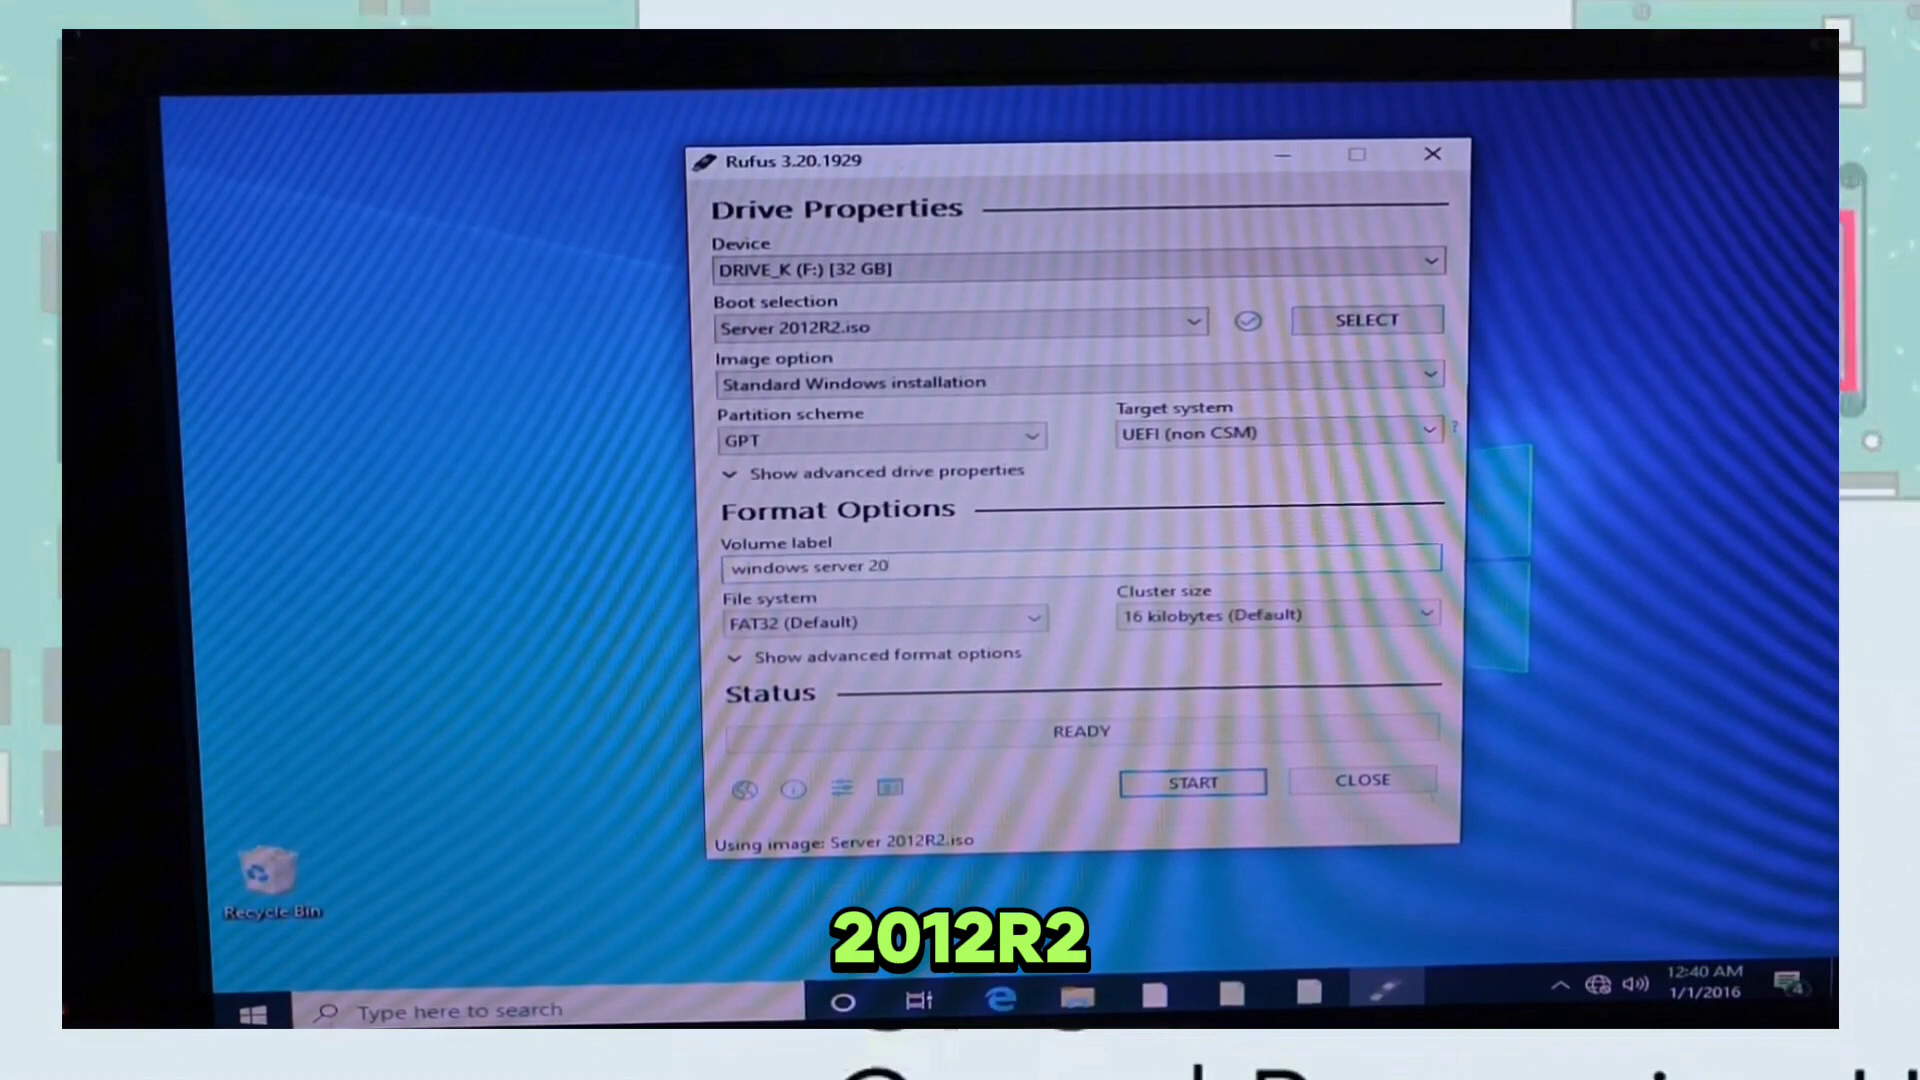 Rufus 3.20.1929
Drive Properties
Device
DRIVE_K (F:) [32 GB]
Boot selection
Server 2012R2.iso
SELECT
Image option
Standard Windows installation
Partition scheme
Target system
GPT
UEFI (non CSM)
?
Show advanced drive properties
Format Options
Volume label
windows server 20
File system
Cluster size
FAT32 (Default)
16 kilobytes (Default)
Show advanced format options
Status
READY
START
CLOSE
Using image: Server 2012R2.iso
Recycle Bin
2012R2
Type here to search
12:40 AM
1/1/2016
4